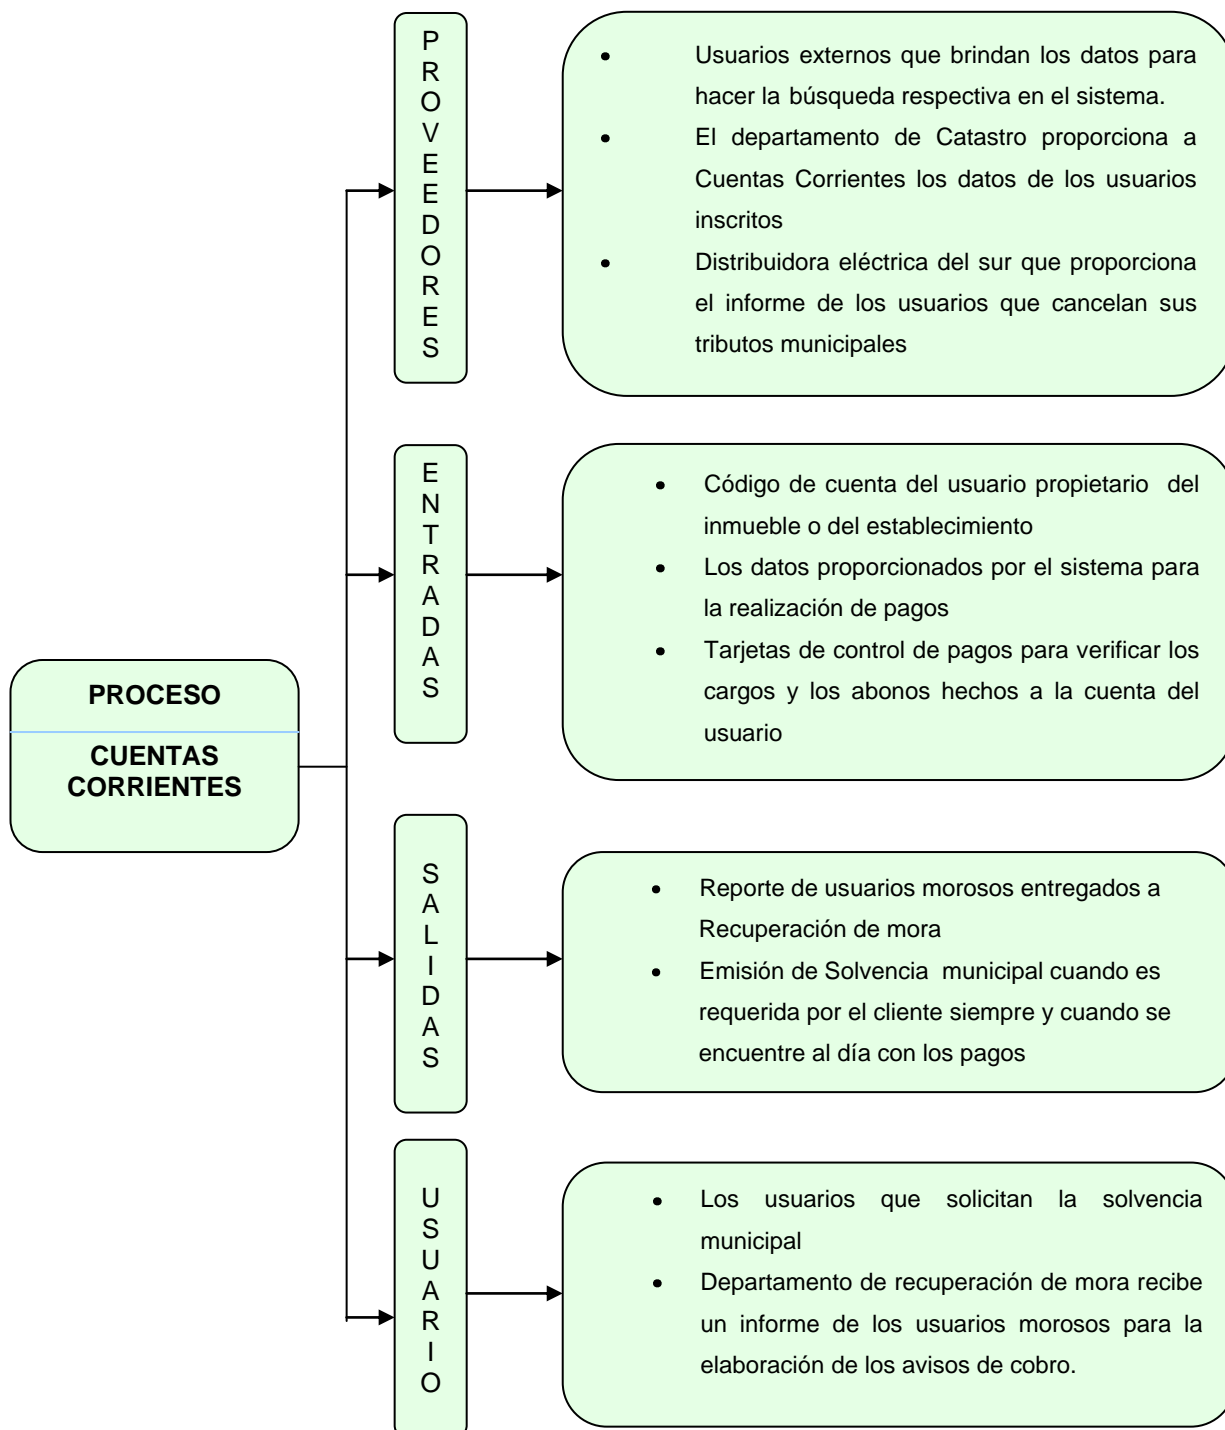 PROVEEDORES
Usuarios externos que brindan los datos para
hacer la búsqueda respectiva en el sistema.
El departamento de Catastro proporciona a
Cuentas Corrientes los datos de los usuarios
inscritos
Distribuidora eléctrica del sur que proporciona
el informe de los usuarios que cancelan sus
tributos municipales
ENTRADAS
Código de cuenta del usuario propietario del
inmueble o del establecimiento
Los datos proporcionados por el sistema para
la realización de pagos
Tarjetas de control de pagos para verificar los
cargos y los abonos hechos a la cuenta del
usuario
PROCESO
CUENTAS
CORRIENTES
SALIDAS
Reporte de usuarios morosos entregados a
Recuperación de mora
Emisión de Solvencia municipal cuando es
requerida por el cliente siempre y cuando se
encuentre al día con los pagos
USUARIO
Los usuarios que solicitan la solvencia
municipal
Departamento de recuperación de mora recibe
un informe de los usuarios morosos para la
elaboración de los avisos de cobro.